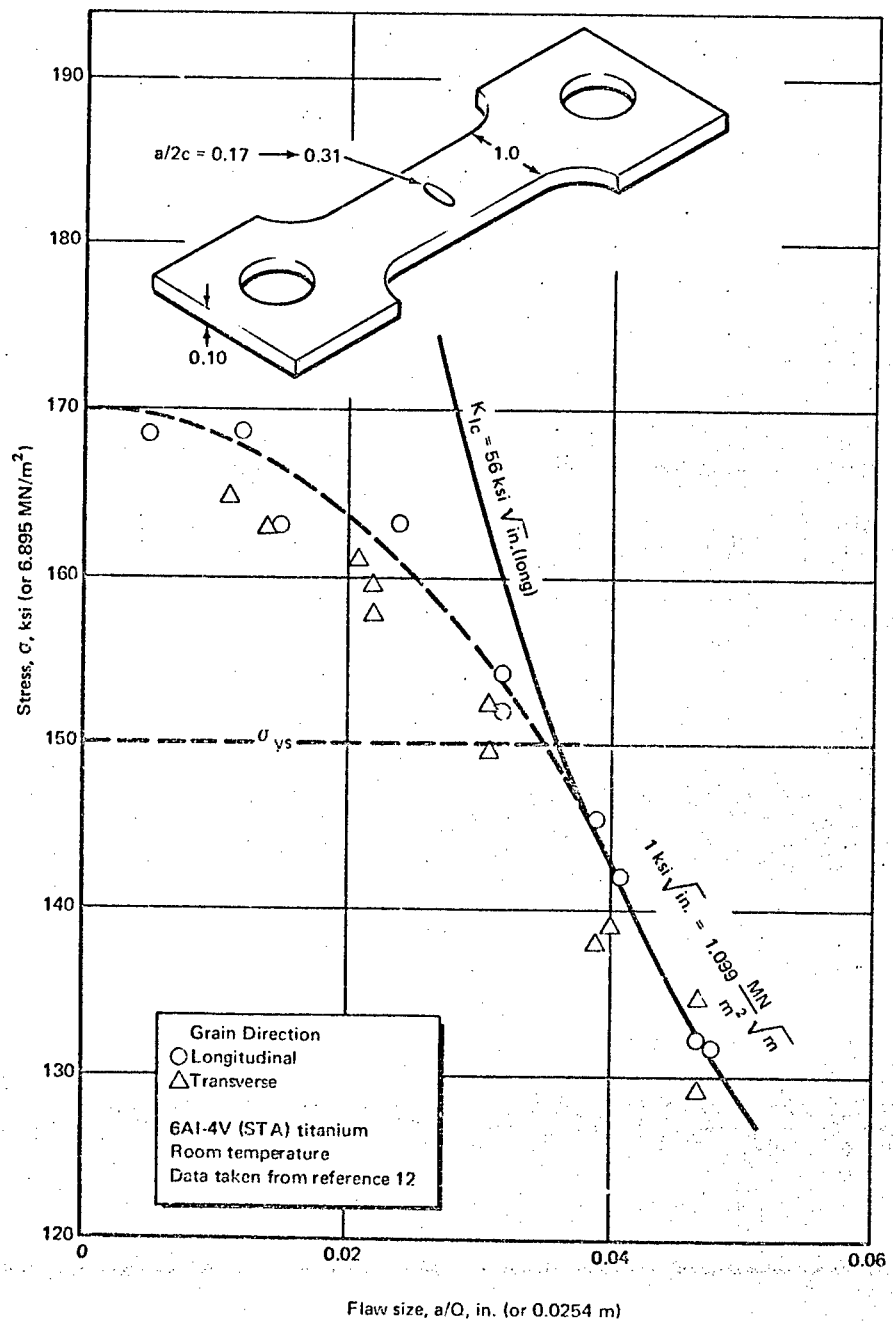 190
a/2c = 0.17 → 0.31
1.0
180
0.10
170
K_Ic = 56 ksi √in.(long)
Stress, σ, ksi (or 6.895 MN/m²)
160
150
σ_ys
140
1 ksi √in. = 1.099 MN/m² √m
130
Grain Direction
○ Longitudinal
△ Transverse
6Al-4V (STA) titanium
Room temperature
Data taken from reference 12
120
0
0.02
0.04
0.06
Flaw size, a/Q, in. (or 0.0254 m)